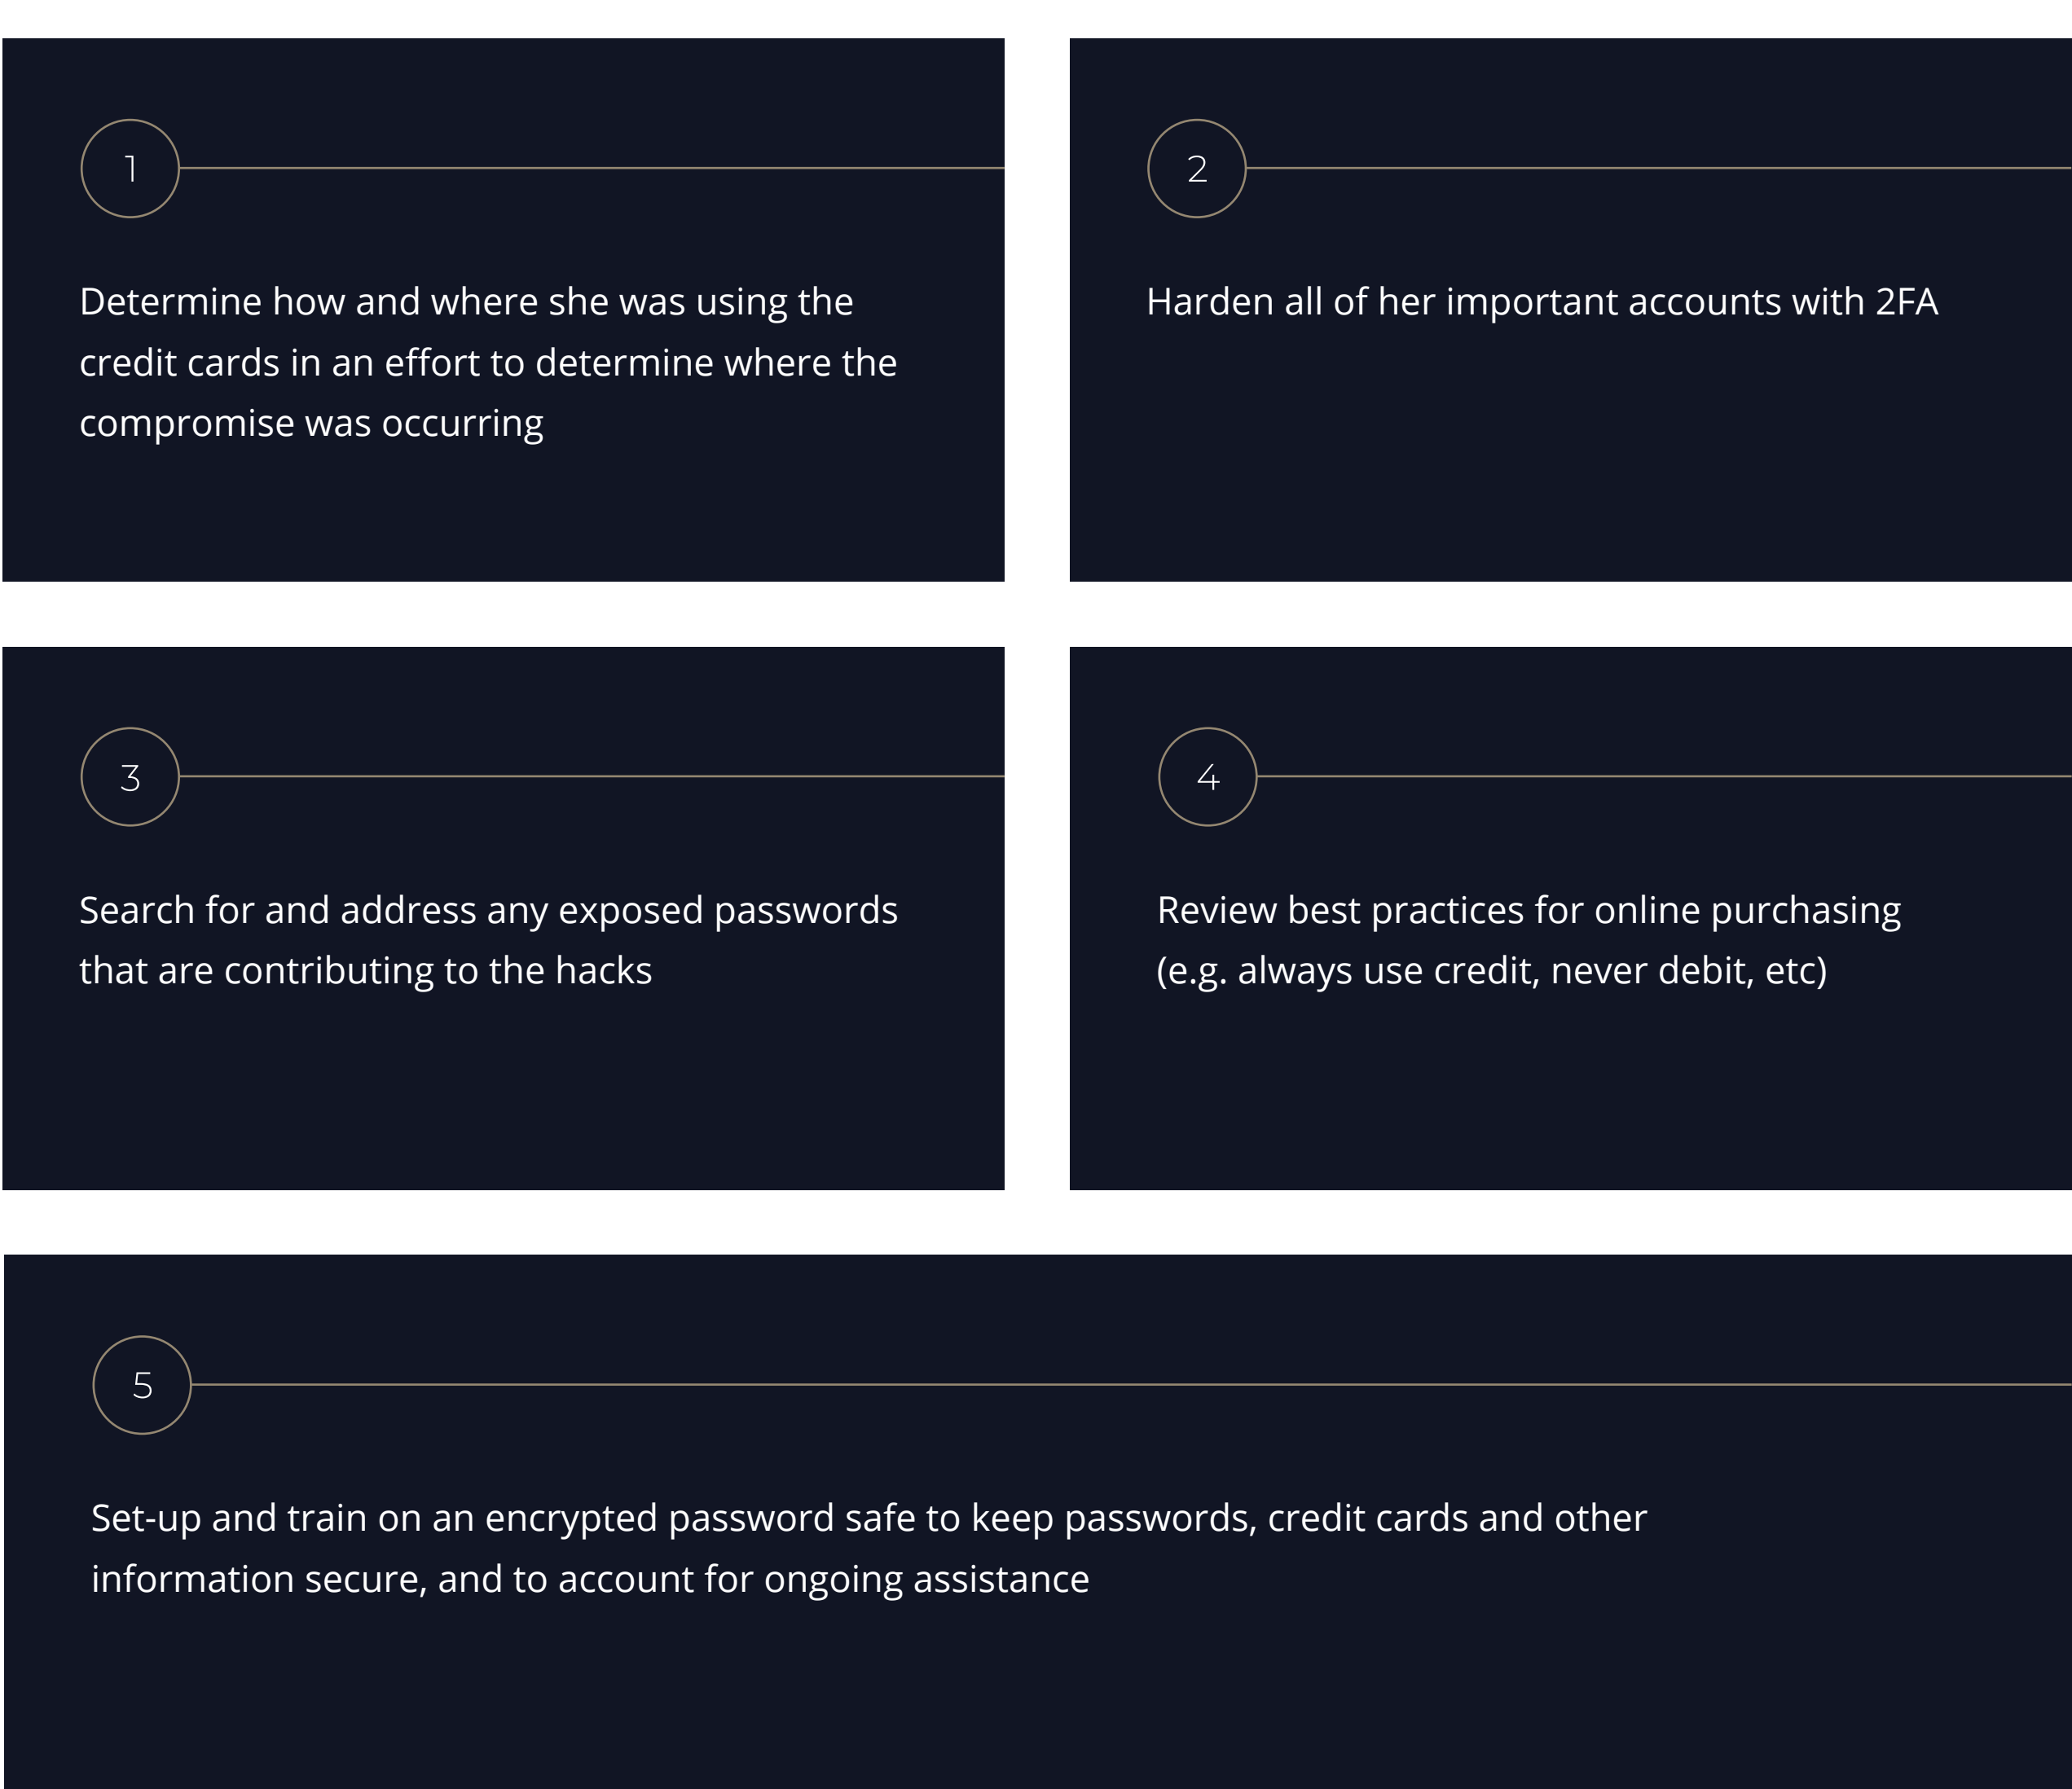 1
Determine how and where she was using the
credit cards in an effort to determine where the
compromise was occurring
2
Harden all of her important accounts with 2FA
3
Search for and address any exposed passwords
that are contributing to the hacks
4
Review best practices for online purchasing
(e.g. always use credit, never debit, etc)
5
Set-up and train on an encrypted password safe to keep passwords, credit cards and other
information secure, and to account for ongoing assistance